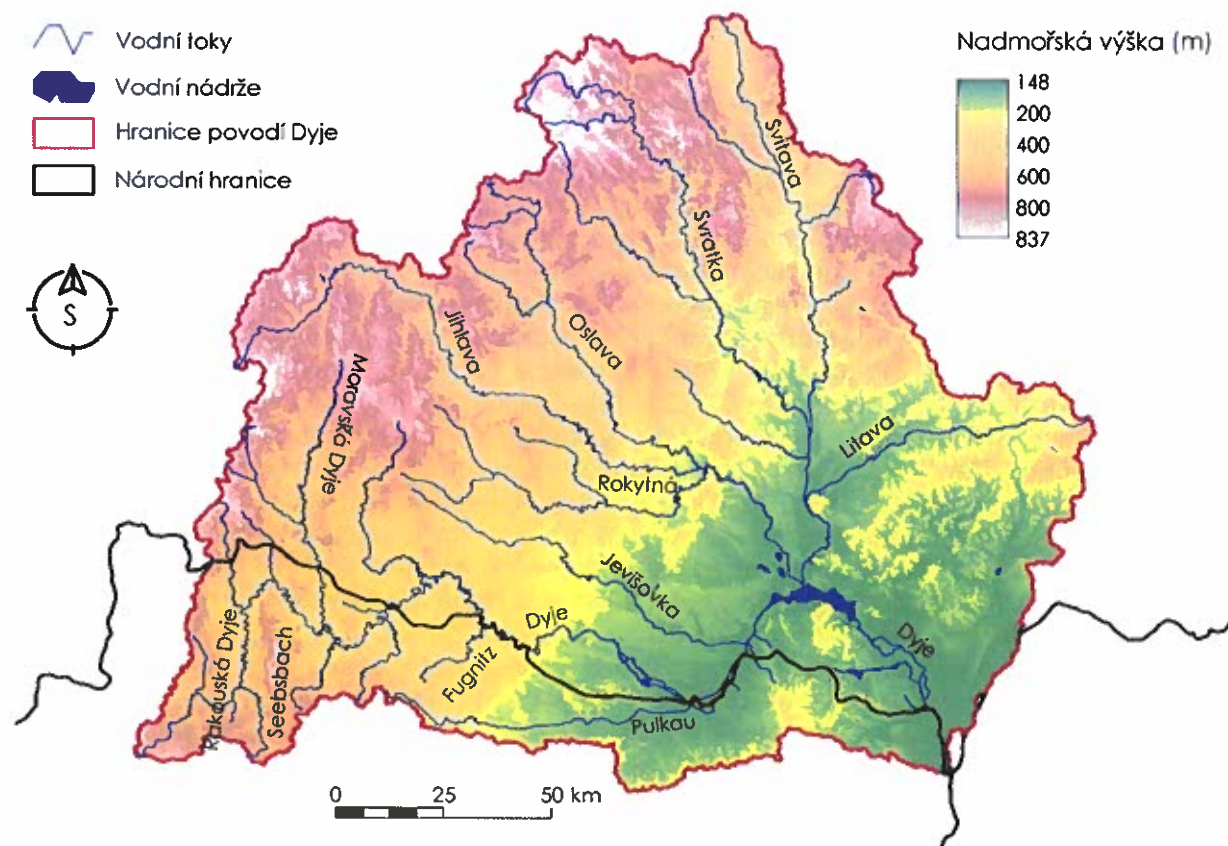 Vodní toky
Vodní nádrže
Hranice povodí Dyje
Národní hranice
S
Nadmořská výška (m)
148
200
400
600
800
837
Svitava
Svratka
Jihlava
Oslava
Moravská Dyje
Litava
Rokytná
Jevišovka
Dyje
Dyje
Rakouská Dyje
Seebsbach
Fugnitz
Pulkau
0 25 50 km